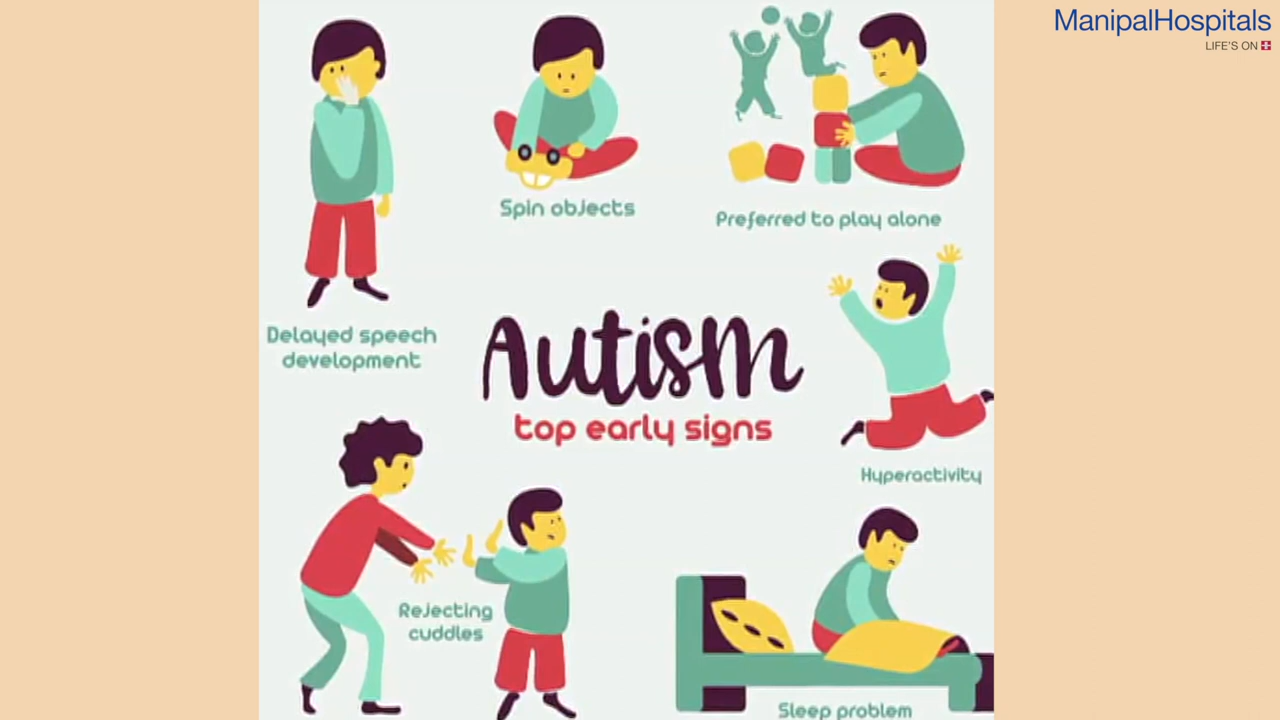 ManipalHospitals
LIFE'S ON
Spin objects
Preferred to play alone
Delayed speech
development
Autism
top early signs
Hyperactivity
Rejecting
cuddles
Sleep problem